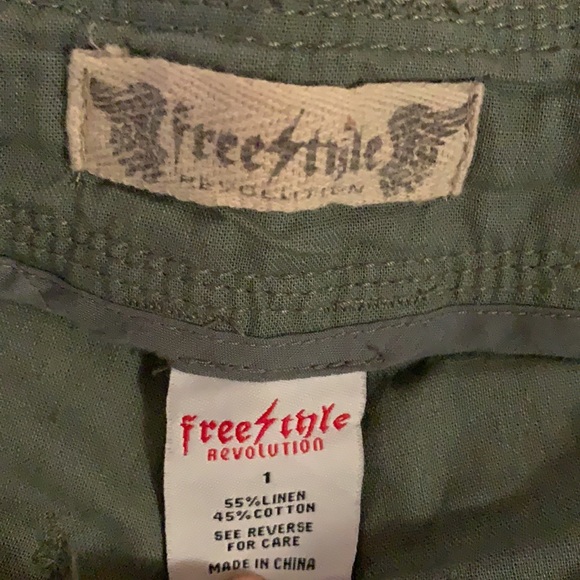 freestyle
REVOLUTION
freestyle
REVOLUTION
1
55% LINEN
45% COTTON
SEE REVERSE
FOR CARE
MADE IN CHINA